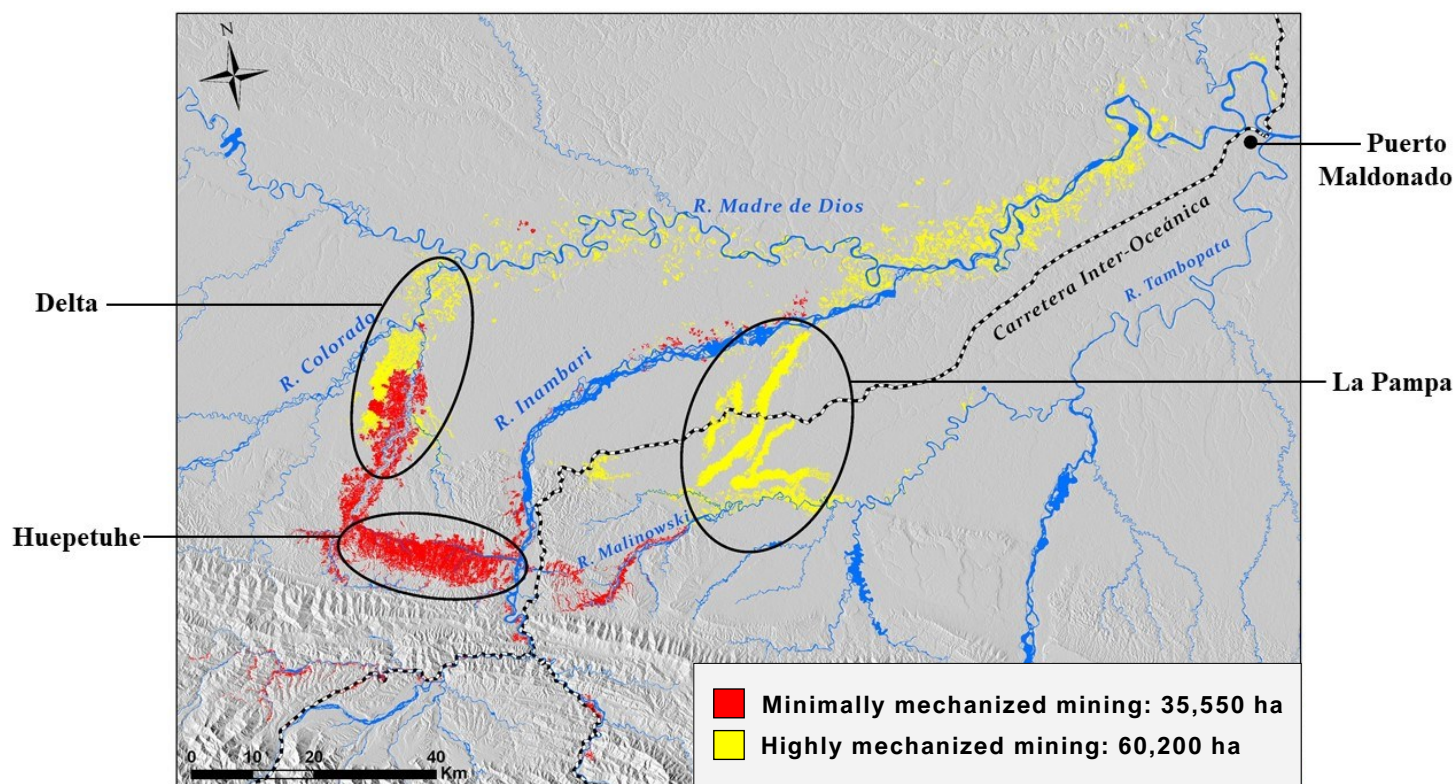 N
Puerto
Maldonado
R. Madre de Dios
Carretera Inter-Oceánica
R. Tambopata
Delta
R. Colorado
R. Inambari
La Pampa
Huepetuhe
R. Malinowski
Minimally mechanized mining: 35,550 ha
Highly mechanized mining: 60,200 ha
0 10 20 40
Km